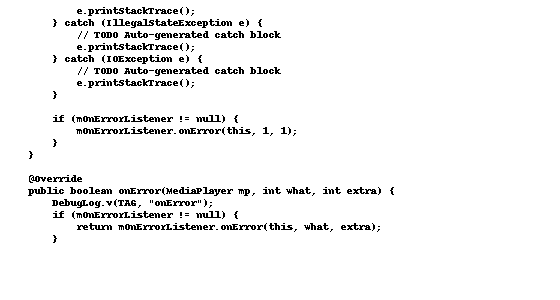 e.printStackTrace();
} catch (IllegalStateException e) {
// TODO Auto-generated catch block
e.printStackTrace();
} catch (IOException e) {
// TODO Auto-generated catch block
e.printStackTrace();
}
if (mOnErrorListener != null) {
mOnErrorListener.onError(this, 1, 1);
}
}
@Override
public boolean onError(MediaPlayer mp, int what, int extra) {
DebugLog.v(TAG, "onError");
if (mOnErrorListener != null) {
return mOnErrorListener.onError(this, what, extra);
}